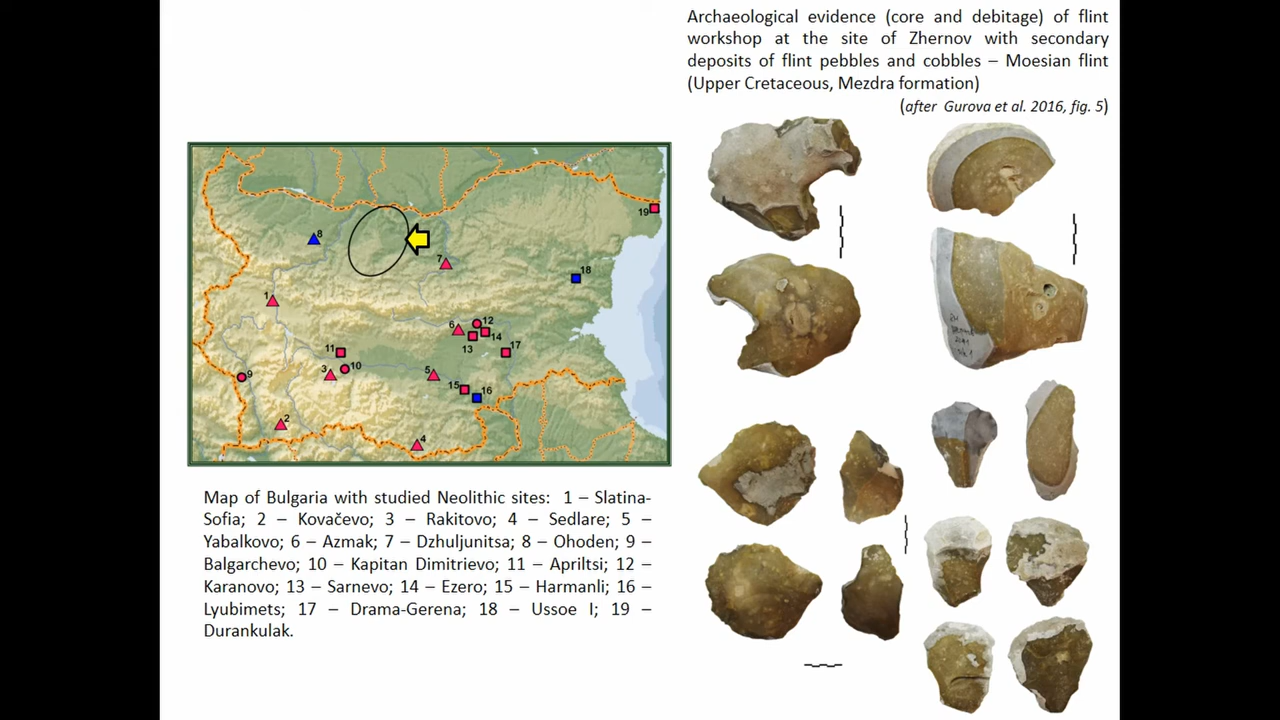 Archaeological evidence (core and debitage) of flint
workshop at the site of Zhernov with secondary
deposits of flint pebbles and cobbles – Moesian flint
(Upper Cretaceous, Mezdra formation)
(after Gurova et al. 2016, fig. 5)
19
8
7
18
1
12
6
14
13
17
11
10
3
9
5
15
16
2
4
Map of Bulgaria with studied Neolithic sites: 1 – Slatina-
Sofia; 2 – Kovačevo; 3 – Rakitovo; 4 – Sedlare; 5 –
Yabalkovo; 6 – Azmak; 7 – Dzhuljunitsa; 8 – Ohoden; 9 –
Balgarchevo; 10 – Kapitan Dimitrievo; 11 – Apriltsi; 12 –
Karanovo; 13 – Sarnevo; 14 – Ezero; 15 – Harmanli; 16 –
Lyubimets; 17 – Drama-Gerena; 18 – Ussoe I; 19 –
Durankulak.